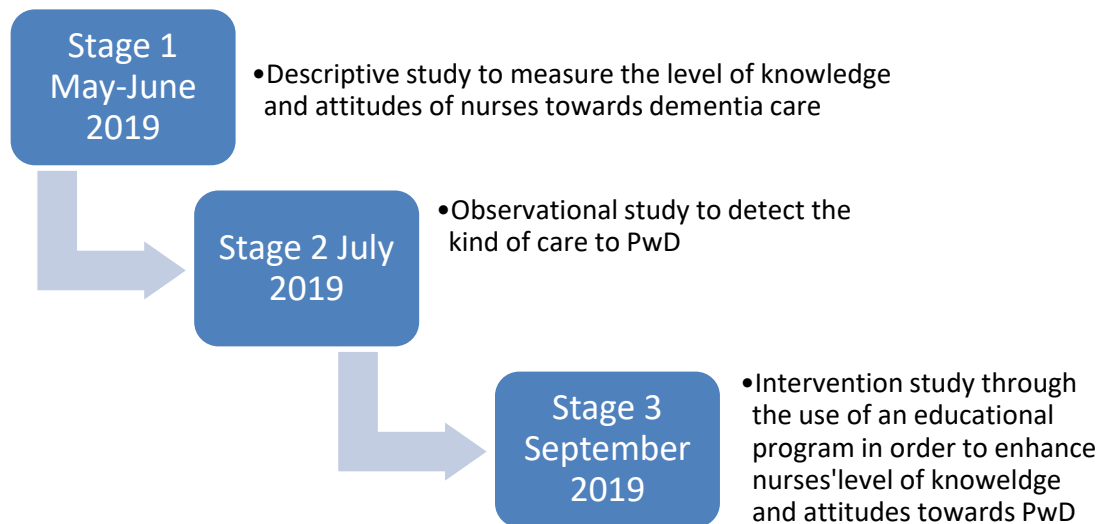 Stage 1
May-June
2019
•Descriptive study to measure the level of knowledge
and attitudes of nurses towards dementia care
Stage 2 July
2019
•Observational study to detect the
kind of care to PwD
Stage 3
September
2019
•Intervention study through
the use of an educational
program in order to enhance
nurses'level of knoweldge
and attitudes towards PwD